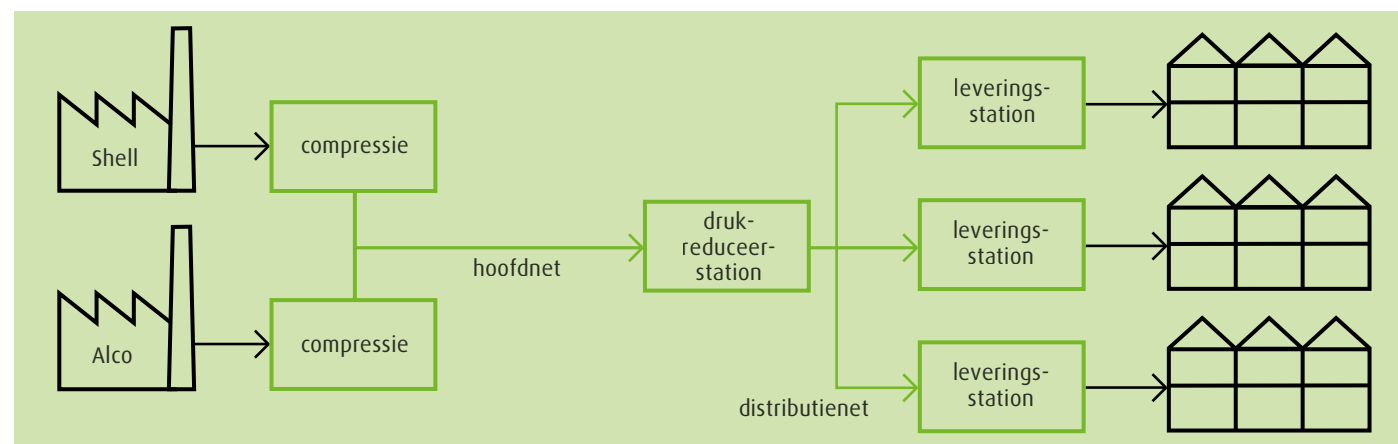 Shell
compressie
Alco
compressie
hoofdnet
druk-
reduceer-
station
leverings-
station
leverings-
station
leverings-
station
distributienet